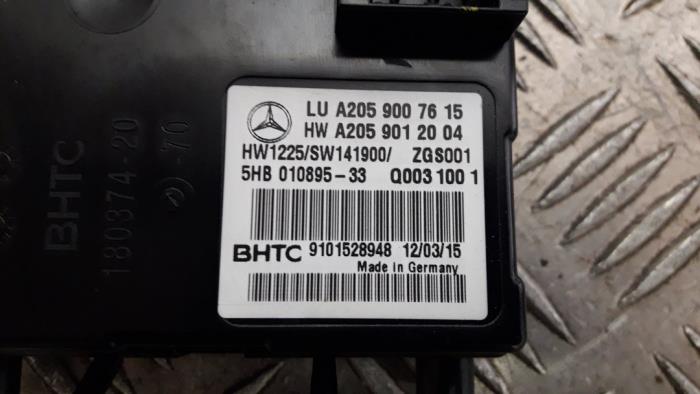 LU A205 900 76 15
HW A205 901 20 04
HW1225/SW141900/ ZGS001
5HB 010895-33 Q003 100 1
BHTC 9101528948 12/03/15
Made in Germany
BHTC
180374-20
-70